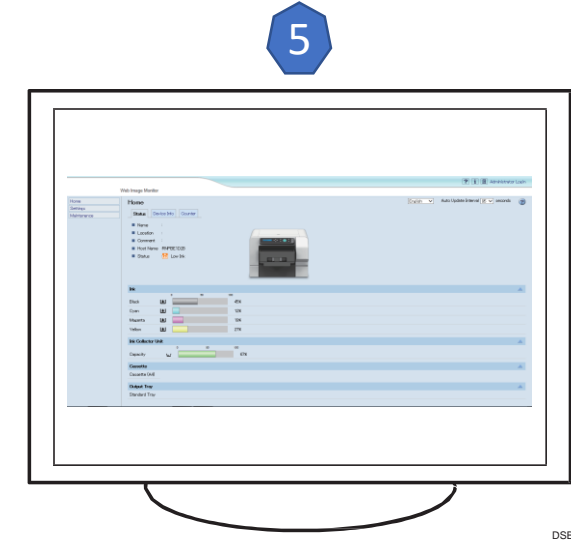 5
Administrator Login
Web Image Monitor
Home
Settings
Maintenance
Home
English
Auto Update Interval
seconds
Status Device Info Counter
Name :
Location :
Comment :
Host Name :
Status : Low Ink
Ink
Black
Cyan
Magenta
Yellow
Ink Collector Unit
Capacity
Cassette
Cassette Unit
Output Tray
Standard Tray